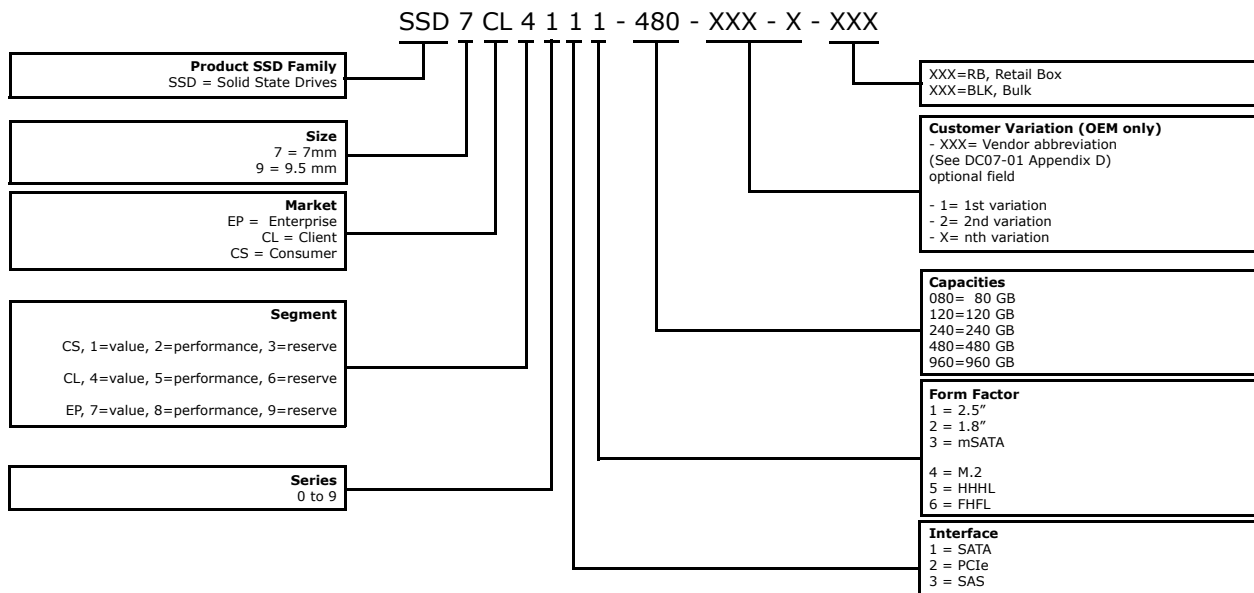 SSD 7 CL 4 1 1 1 - 480 - XXX - X - XXX
Product SSD Family
SSD = Solid State Drives
Size
7 = 7mm
9 = 9.5 mm
Market
EP = Enterprise
CL = Client
CS = Consumer
Segment
CS, 1=value, 2=performance, 3=reserve
CL, 4=value, 5=performance, 6=reserve
EP, 7=value, 8=performance, 9=reserve
Series
0 to 9
XXX=RB, Retail Box
XXX=BLK, Bulk
Customer Variation (OEM only)
- XXX= Vendor abbreviation
(See DC07-01 Appendix D)
optional field
- 1= 1st variation
- 2= 2nd variation
- X= nth variation
Capacities
080= 80 GB
120=120 GB
240=240 GB
480=480 GB
960=960 GB
Form Factor
1 = 2.5″
2 = 1.8″
3 = mSATA
4 = M.2
5 = HHHL
6 = FHFL
Interface
1 = SATA
2 = PCIe
3 = SAS